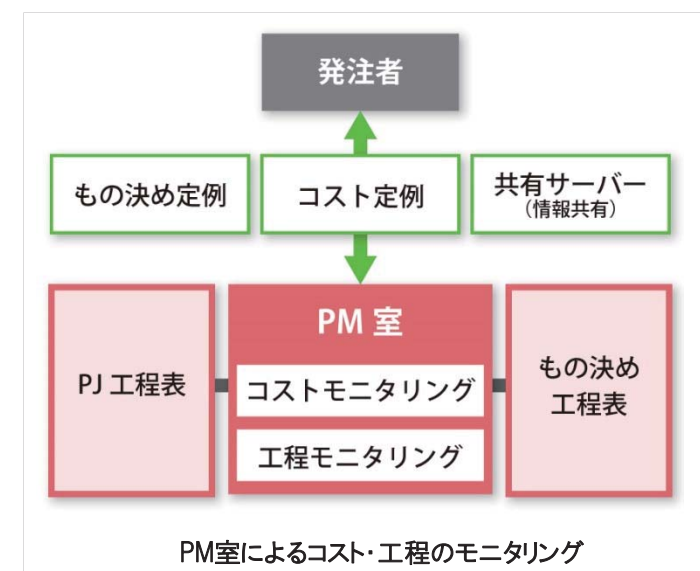 発注者
もの決め定例
コスト定例
共有サーバー
（情報共有）
PM 室
PJ 工程表
コストモニタリング
工程モニタリング
もの決め
工程表
PM室によるコスト・工程のモニタリング